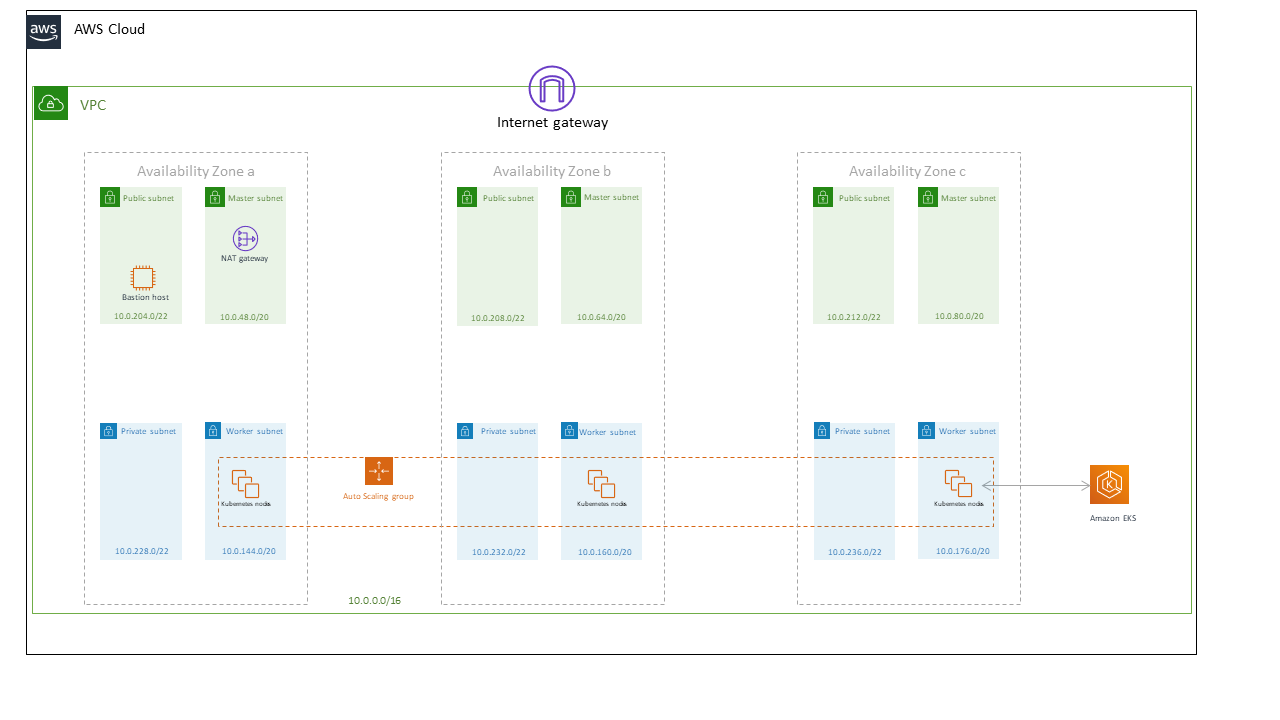 aws
AWS Cloud
VPC
Internet gateway
Availability Zone a
Availability Zone b
Availability Zone c
Public subnet
Master subnet
Public subnet
Master subnet
Public subnet
Master subnet
NAT gateway
Bastion host
10.0.204.0/22
10.0.48.0/20
10.0.208.0/22
10.0.64.0/20
10.0.212.0/22
10.0.80.0/20
Private subnet
Worker subnet
Private subnet
Worker subnet
Private subnet
Worker subnet
Auto Scaling group
Kubernetes nodes
Kubernetes nodes
Kubernetes nodes
K
Amazon EKS
10.0.228.0/22
10.0.144.0/20
10.0.232.0/22
10.0.160.0/20
10.0.236.0/22
10.0.176.0/20
10.0.0.0/16